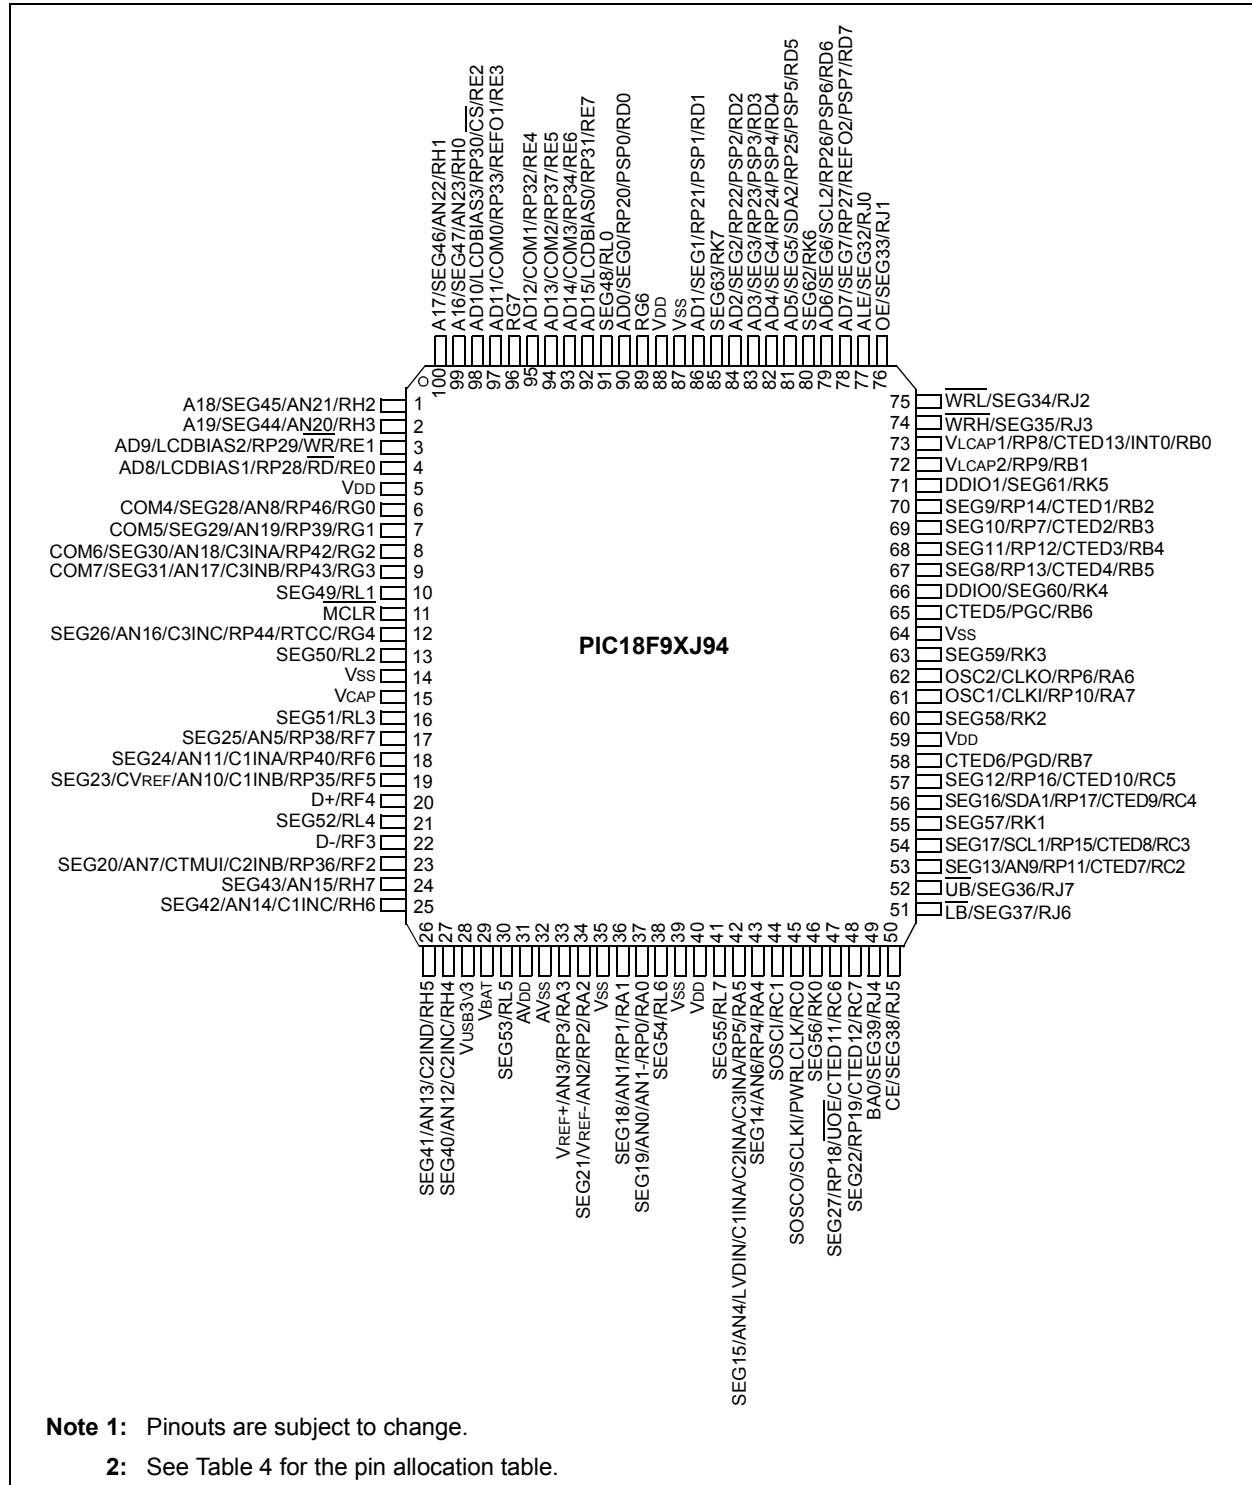 A17/SEG46/AN22/RH1
A16/SEG47/AN23/RH0
AD10/LCDBIAS3/RP30/CS/RE2
AD11/COM0/RP33/REFO1/RE3
RG7
AD12/COM1/RP32/RE4
AD13/COM2/RP37/RE5
AD14/COM3/RP34/RE6
AD15/LCDBIAS0/RP31/RE7
SEG48/RL0
AD0/SEG0/RP20/PSP0/RD0
RG6
VDD
VSS
AD1/SEG1/RP21/PSP1/RD1
SEG63/RK7
AD2/SEG2/RP22/PSP2/RD2
AD3/SEG3/RP23/PSP3/RD3
AD4/SEG4/RP24/PSP4/RD4
AD5/SEG5/SDA2/RP25/PSP5/RD5
SEG62/RK6
AD6/SEG6/SCL2/RP26/PSP6/RD6
AD7/SEG7/RP27/REFO2/PSP7/RD7
ALE/SEG32/RJ0
OE/SEG33/RJ1
100 99 98 97 96 95 94 93 92 91 90 89 88 87 86 85 84 83 82 81 80 79 78 77 76
A18/SEG45/AN21/RH2 1
A19/SEG44/AN20/RH3 2
AD9/LCDBIAS2/RP29/WR/RE1 3
AD8/LCDBIAS1/RP28/RD/RE0 4
VDD 5
COM4/SEG28/AN8/RP46/RG0 6
COM5/SEG29/AN19/RP39/RG1 7
COM6/SEG30/AN18/C3INA/RP42/RG2 8
COM7/SEG31/AN17/C3INB/RP43/RG3 9
SEG49/RL1 10
MCLR 11
SEG26/AN16/C3INC/RP44/RTCC/RG4 12
SEG50/RL2 13
VSS 14
VCAP 15
SEG51/RL3 16
SEG25/AN5/RP38/RF7 17
SEG24/AN11/C1INA/RP40/RF6 18
SEG23/CVREF/AN10/C1INB/RP35/RF5 19
D+/RF4 20
SEG52/RL4 21
D-/RF3 22
SEG20/AN7/CTMUI/C2INB/RP36/RF2 23
SEG43/AN15/RH7 24
SEG42/AN14/C1INC/RH6 25
PIC18F9XJ94
75 WRL/SEG34/RJ2
74 WRH/SEG35/RJ3
73 VLCAP1/RP8/CTED13/INT0/RB0
72 VLCAP2/RP9/RB1
71 DDIO1/SEG61/RK5
70 SEG9/RP14/CTED1/RB2
69 SEG10/RP7/CTED2/RB3
68 SEG11/RP12/CTED3/RB4
67 SEG8/RP13/CTED4/RB5
66 DDIO0/SEG60/RK4
65 CTED5/PGC/RB6
64 VSS
63 SEG59/RK3
62 OSC2/CLKO/RP6/RA6
61 OSC1/CLKI/RP10/RA7
60 SEG58/RK2
59 VDD
58 CTED6/PGD/RB7
57 SEG12/RP16/CTED10/RC5
56 SEG16/SDA1/RP17/CTED9/RC4
55 SEG57/RK1
54 SEG17/SCL1/RP15/CTED8/RC3
53 SEG13/AN9/RP11/CTED7/RC2
52 UB/SEG36/RJ7
51 LB/SEG37/RJ6
26 27 28 29 30 31 32 33 34 35 36 37 38 39 40 41 42 43 44 45 46 47 48 49 50
SEG41/AN13/C2IND/RH5
SEG40/AN12/C2INC/RH4
VUSB3V3
VBAT
SEG53/RL5
AVDD
AVSS
VREF+/AN3/RP3/RA3
SEG21/VREF-/AN2/RP2/RA2
VSS
SEG18/AN1/RP1/RA1
SEG19/AN0/AN1-/RP0/RA0
SEG54/RL6
VSS
VDD
SEG55/RL7
SEG15/AN4/LVDIN/C1INA/C2INA/C3INA/RP5/RA5
SEG14/AN6/RP4/RA4
SOSCI/RC1
SOSCO/SCLKI/PWRLCLK/RC0
SEG56/RK0
SEG27/RP18/UOE/CTED11/RC6
SEG22/RP19/CTED12/RC7
BA0/SEG39/RJ4
CE/SEG38/RJ5
Note 1: Pinouts are subject to change.
2: See Table 4 for the pin allocation table.